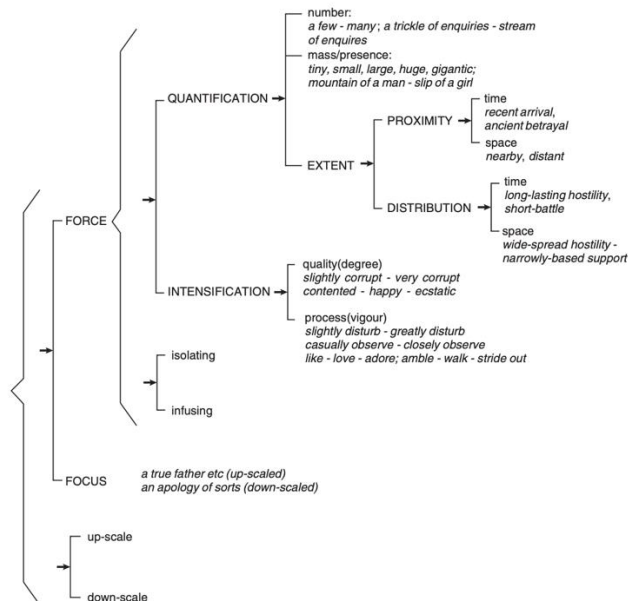 number:
a few - many; a trickle of enquiries - stream
of enquires
mass/presence:
tiny, small, large, huge, gigantic;
mountain of a man - slip of a girl
QUANTIFICATION
time
recent arrival,
ancient betrayal
PROXIMITY
space
nearby, distant
EXTENT
time
long-lasting hostility,
short-battle
DISTRIBUTION
space
wide-spread hostility -
narrowly-based support
FORCE
quality(degree)
slightly corrupt - very corrupt
contented - happy - ecstatic
INTENSIFICATION
process(vigour)
slightly disturb - greatly disturb
casually observe - closely observe
like - love - adore; amble - walk - stride out
isolating
infusing
FOCUS
a true father etc (up-scaled)
an apology of sorts (down-scaled)
up-scale
down-scale